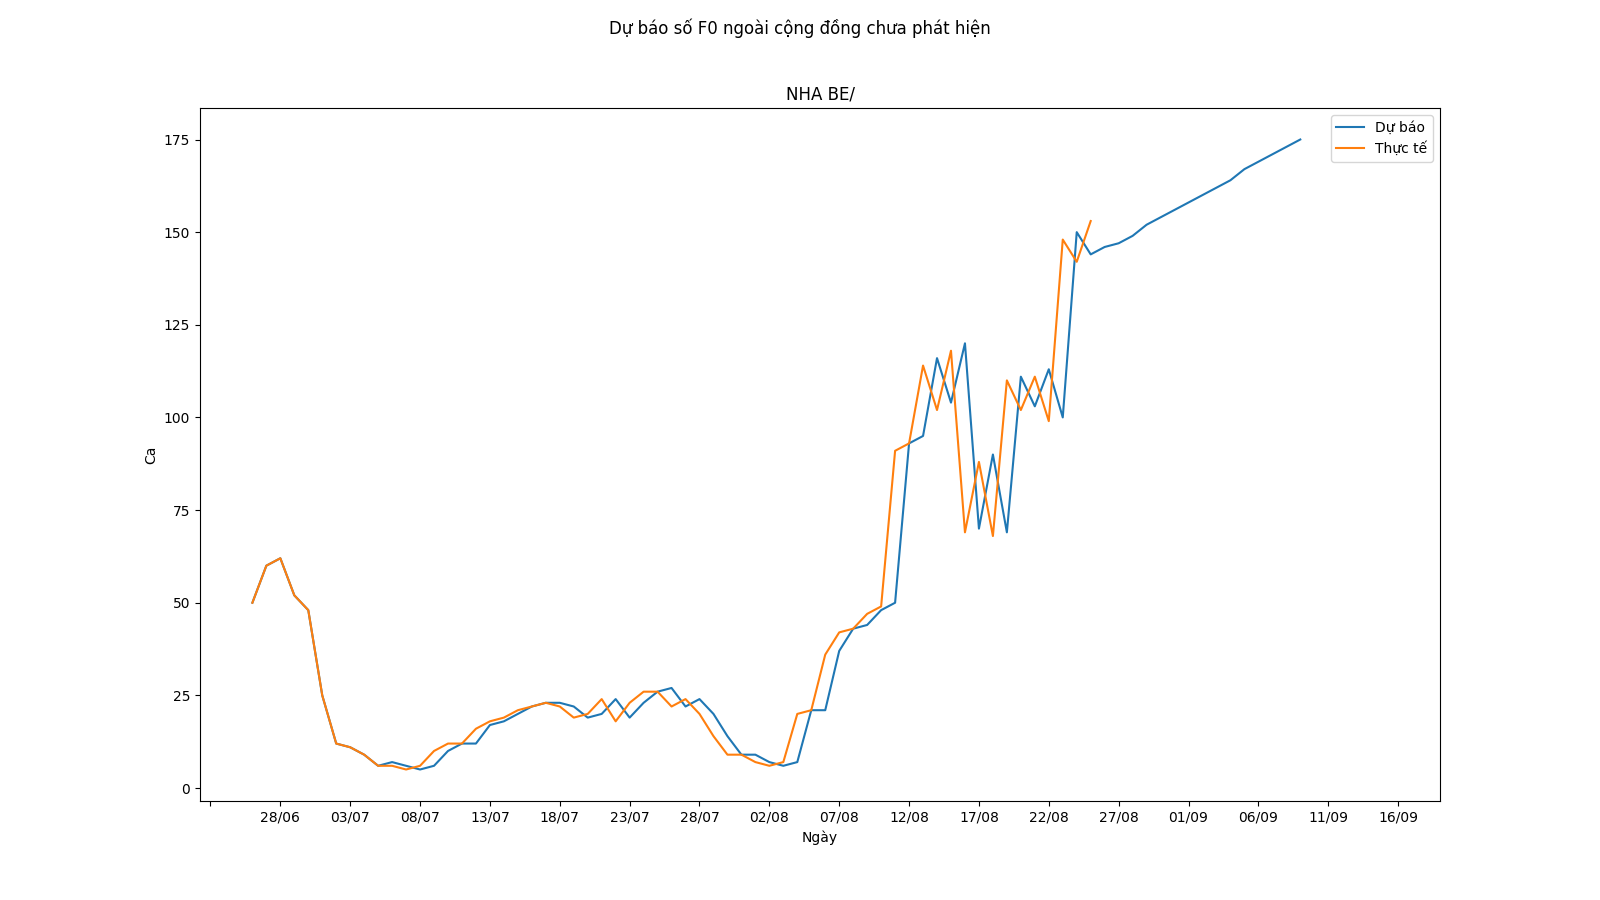 Dự báo số F0 ngoài cộng đồng chưa phát hiện
NHA BE/
Dự báo
Thực tế
175
150
125
100
75
50
25
0
Ca
28/06 03/07 08/07 13/07 18/07 23/07 28/07 02/08 07/08 12/08 17/08 22/08 27/08 01/09 06/09 11/09 16/09
Ngày